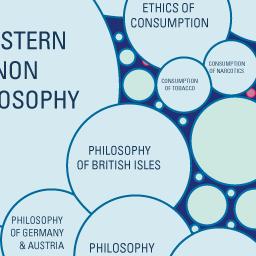 ETHICS OF
CONSUMPTION
STERN
NON
OSOPHY
CONSUMPTION
OF NARCOTICS
CONSUMPTION
OF TOBACCO
PHILOSOPHY
OF BRITISH ISLES
PHILOSOPHY
OF GERMANY
& AUSTRIA
PHILOSOPHY